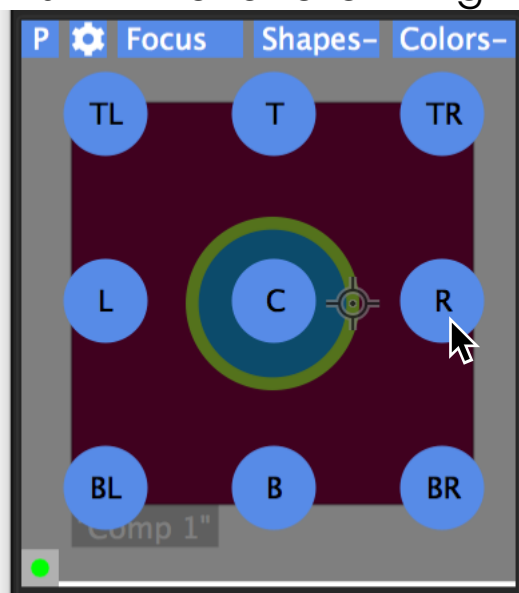 P Focus Shapes– Colors–
TL T TR
L C R
BL B BR
"Comp 1"